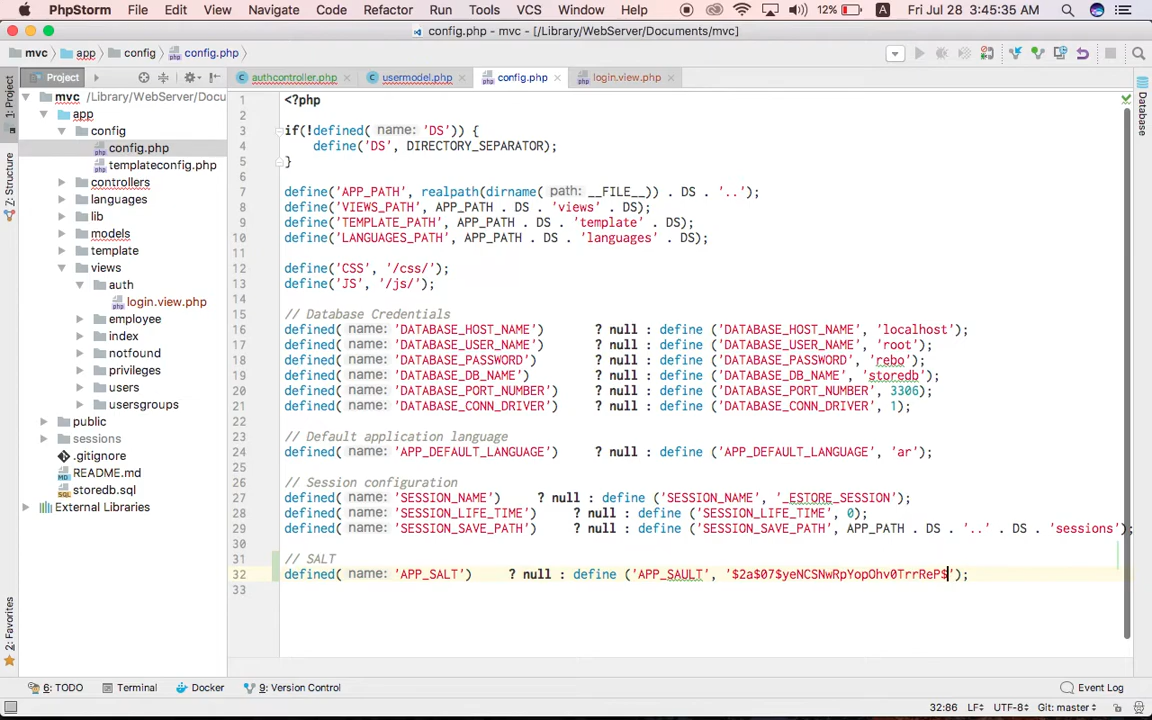 PhpStorm File Edit View Navigate Code Refactor Run Tools VCS Window Help 12% A Fri Jul 28 3:45:35 AM
config.php - mvc - [/Library/WebServer/Documents/mvc]
mvc app config config.php
Project
authcontroller.php usermodel.php config.php login.view.php
1: Project
7: Structure
2: Favorites
Database
mvc /Library/WebServer/Docu
app
config
config.php
templateconfig.php
controllers
languages
lib
models
template
views
auth
login.view.php
employee
index
notfound
privileges
users
usersgroups
public
sessions
.gitignore
README.md
storedb.sql
External Libraries
1 <?php
2
3 if(!defined( name: 'DS')) {
4 define('DS', DIRECTORY_SEPARATOR);
5 }
6
7 define('APP_PATH', realpath(dirname( path: __FILE__)) . DS . '..');
8 define('VIEWS_PATH', APP_PATH . DS . 'views' . DS);
9 define('TEMPLATE_PATH', APP_PATH . DS . 'template' . DS);
10 define('LANGUAGES_PATH', APP_PATH . DS . 'languages' . DS);
11
12 define('CSS', '/css/');
13 define('JS', '/js/');
14
15 // Database Credentials
16 defined( name: 'DATABASE_HOST_NAME') ? null : define ('DATABASE_HOST_NAME', 'localhost');
17 defined( name: 'DATABASE_USER_NAME') ? null : define ('DATABASE_USER_NAME', 'root');
18 defined( name: 'DATABASE_PASSWORD') ? null : define ('DATABASE_PASSWORD', 'rebo');
19 defined( name: 'DATABASE_DB_NAME') ? null : define ('DATABASE_DB_NAME', 'storedb');
20 defined( name: 'DATABASE_PORT_NUMBER') ? null : define ('DATABASE_PORT_NUMBER', 3306);
21 defined( name: 'DATABASE_CONN_DRIVER') ? null : define ('DATABASE_CONN_DRIVER', 1);
22
23 // Default application language
24 defined( name: 'APP_DEFAULT_LANGUAGE') ? null : define ('APP_DEFAULT_LANGUAGE', 'ar');
25
26 // Session configuration
27 defined( name: 'SESSION_NAME') ? null : define ('SESSION_NAME', '_ESTORE_SESSION');
28 defined( name: 'SESSION_LIFE_TIME') ? null : define ('SESSION_LIFE_TIME', 0);
29 defined( name: 'SESSION_SAVE_PATH') ? null : define ('SESSION_SAVE_PATH', APP_PATH . DS . '..' . DS . 'sessions');
30
31 // SALT
32 defined( name: 'APP_SALT') ? null : define ('APP_SAULT', '$2a$07$yeNCSNwRpYopOhv0TrrReP$');
33
6: TODO Terminal Docker 9: Version Control Event Log
32:86 LF UTF-8 Git: master